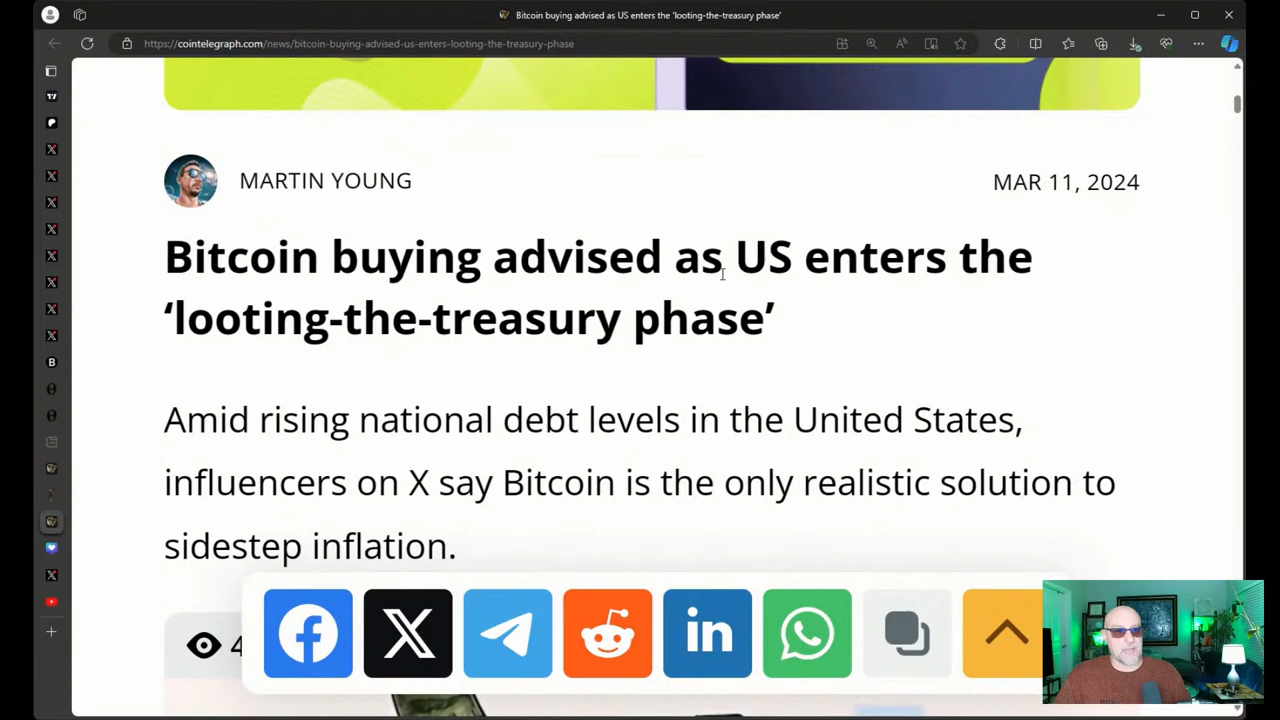 Bitcoin buying advised as US enters the 'looting-the-treasury phase'
https://cointelegraph.com/news/bitcoin-buying-advised-us-enters-looting-the-treasury-phase
MARTIN YOUNG
MAR 11, 2024
Bitcoin buying advised as US enters the
‘looting-the-treasury phase’
Amid rising national debt levels in the United States,
influencers on X say Bitcoin is the only realistic solution to
sidestep inflation.
4